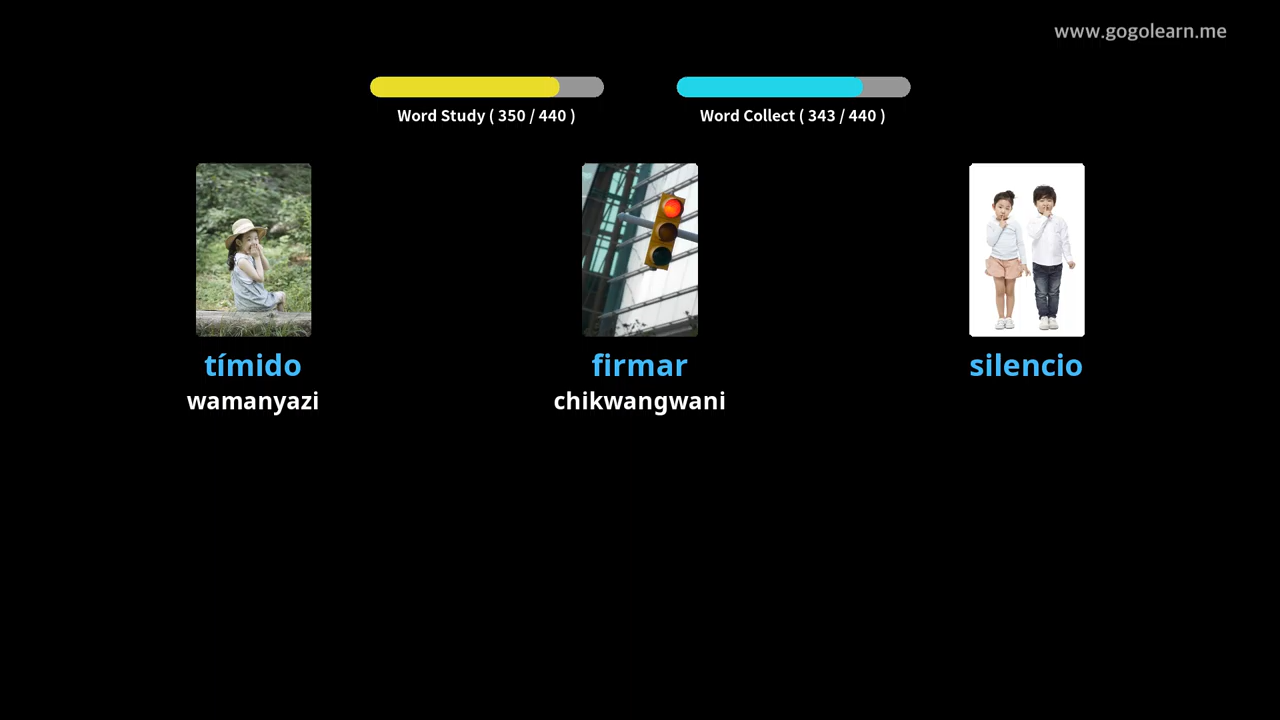 www.gogolearn.me
Word Study ( 350 / 440 )
Word Collect ( 343 / 440 )
tímido
wamanyazi
firmar
chikwangwani
silencio